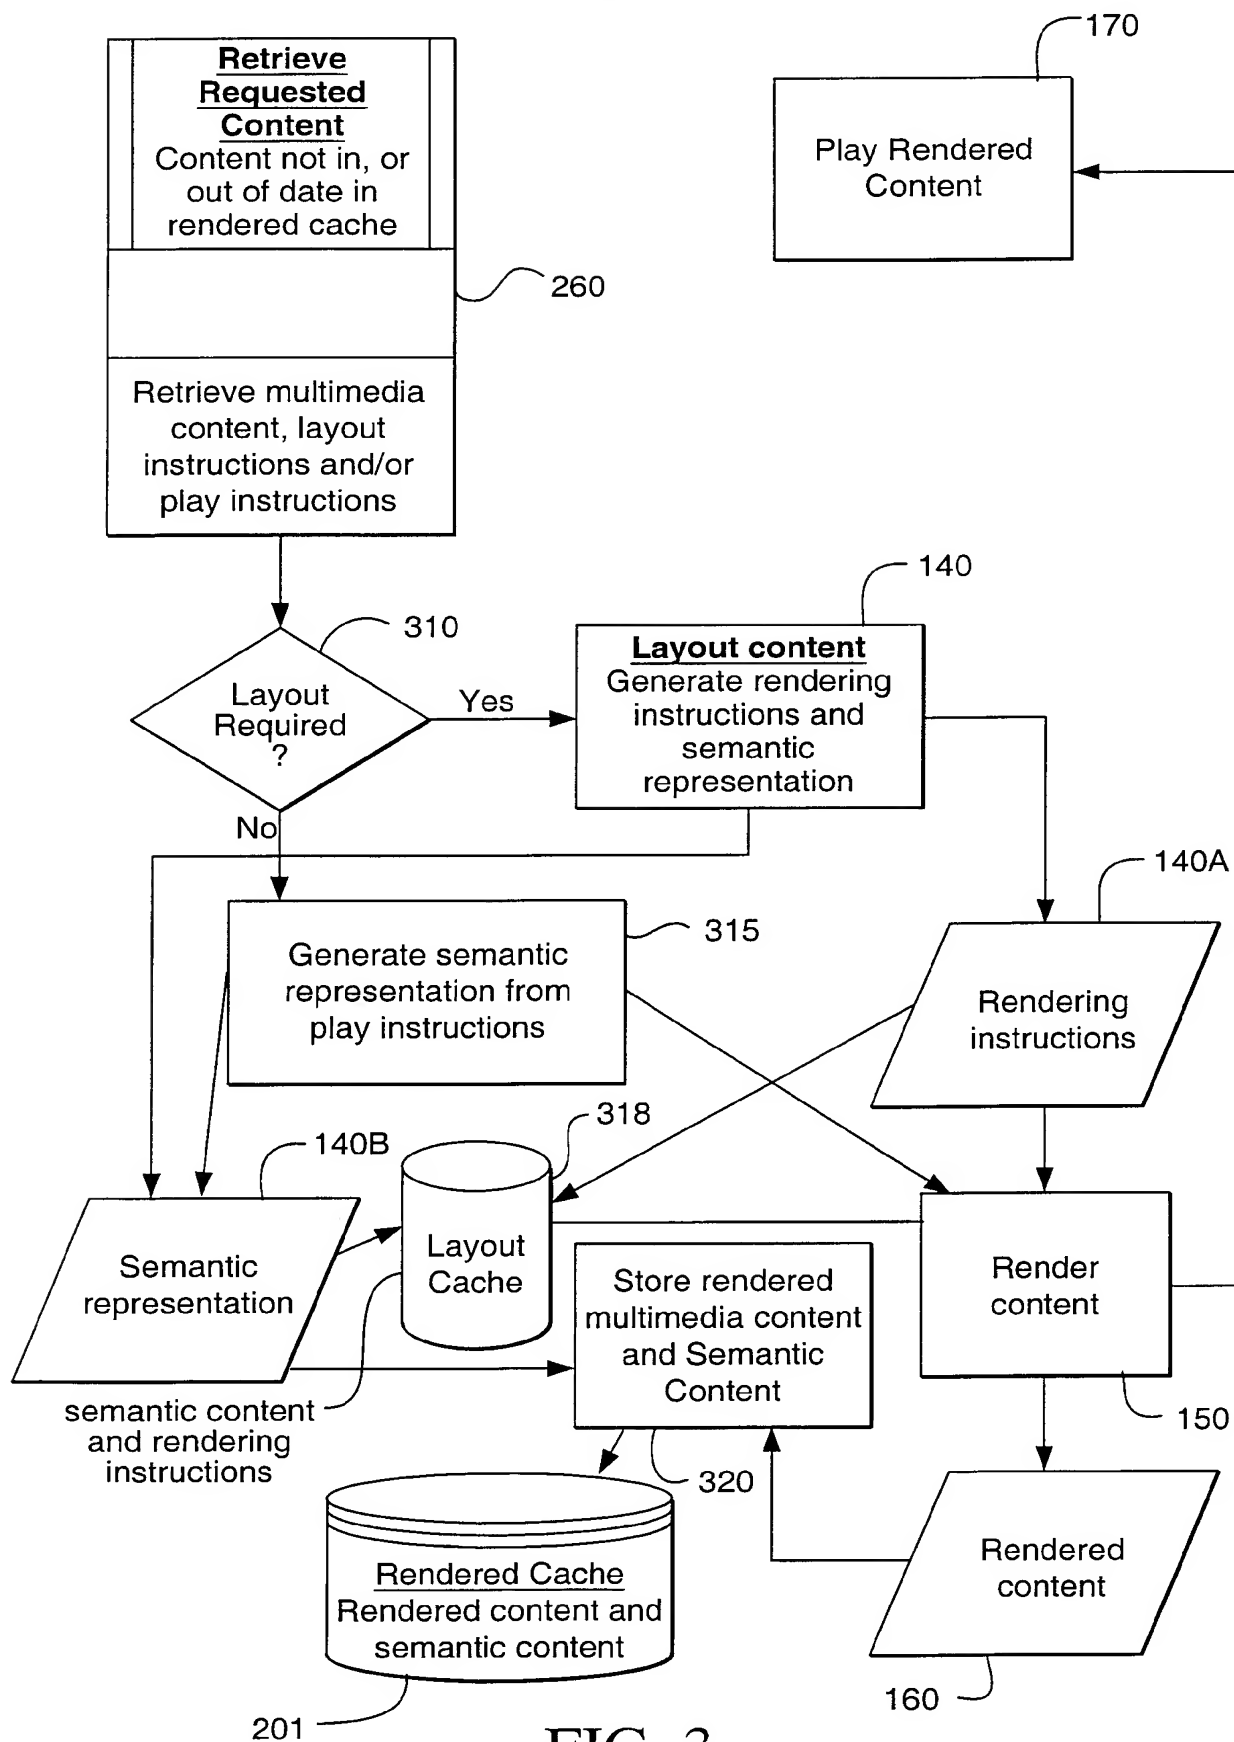 170
Retrieve
Requested
Content
Content not in, or
out of date in
rendered cache
Play Rendered
Content
260
Retrieve multimedia
content, layout
instructions and/or
play instructions
140
310
Layout content
Generate rendering
instructions and
semantic
representation
Layout
Required
?
Yes
No
140A
315
Generate semantic
representation from
play instructions
Rendering
instructions
318
140B
Layout
Cache
Semantic
representation
Store rendered
multimedia content
and Semantic
Content
Render
content
semantic content
and rendering
instructions
150
320
Rendered Cache
Rendered content and
semantic content
Rendered
content
160
201
FIG. 3